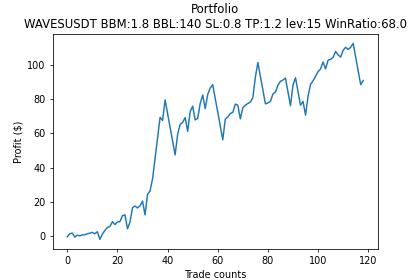 Portfolio
WAVESUSDT BBM:1.8 BBL:140 SL:0.8 TP:1.2 lev:15 WinRatio:68.0
100
80
60
40
20
0
Profit ($)
0 20 40 60 80 100 120
Trade counts